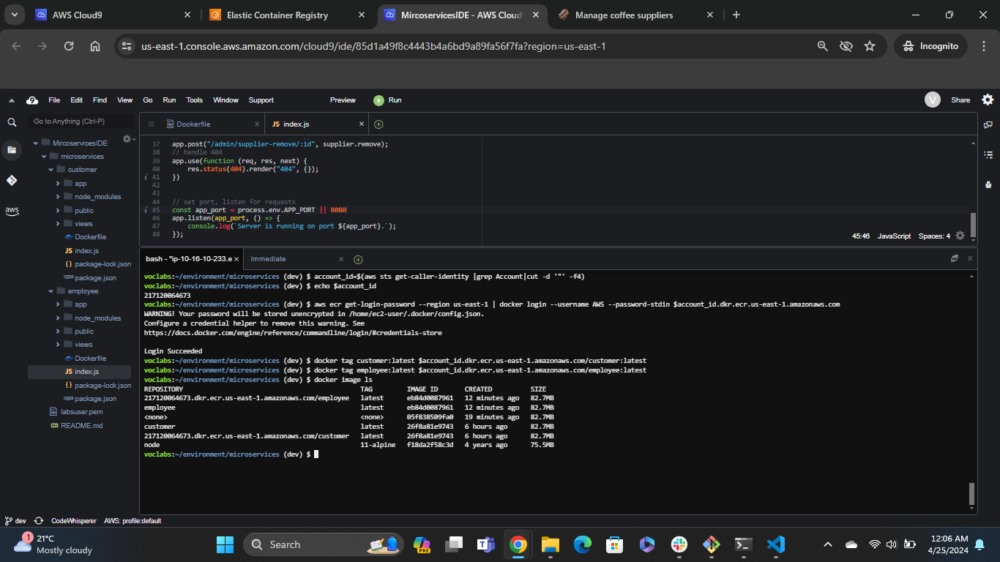 AWS Cloud9
Elastic Container Registry
MircoservicesIDE - AWS Cloud9
Manage coffee suppliers
us-east-1.console.aws.amazon.com/cloud9/ide/85d1a49f8c4443b4a6bd9a89fa56f7fa?region=us-east-1
Incognito
9 File Edit Find View Go Run Tools Window Support Preview Run V Share
Go to Anything (Ctrl-P)
MircoservicesIDE
microservices
customer
app
node_modules
public
views
Dockerfile
JS index.js
{} package-lock.json
package.json
employee
app
node_modules
public
views
Dockerfile
JS index.js
{} package-lock.json
package.json
labsuser.pem
README.md
aws
Dockerfile
JS index.js
37 app.post("/admin/supplier-remove/:id", supplier.remove);
38 // handle 404
39 app.use(function (req, res, next) {
40 res.status(404).render("404", {});
41 })
42
43
44 // set port, listen for requests
45 const app_port = process.env.APP_PORT || 8080
46 app.listen(app_port, () => {
47 console.log(`Server is running on port ${app_port}.`);
48 });
45:46 JavaScript Spaces: 4
bash - "ip-10-16-10-233.e
Immediate
voclabs:~/environment/microservices (dev) $ account_id=$(aws sts get-caller-identity |grep Account|cut -d '"' -f4)
voclabs:~/environment/microservices (dev) $ echo $account_id
217120064673
voclabs:~/environment/microservices (dev) $ aws ecr get-login-password --region us-east-1 | docker login --username AWS --password-stdin $account_id.dkr.ecr.us-east-1.amazonaws.com
WARNING! Your password will be stored unencrypted in /home/ec2-user/.docker/config.json.
Configure a credential helper to remove this warning. See
https://docs.docker.com/engine/reference/commandline/login/#credentials-store
Login Succeeded
voclabs:~/environment/microservices (dev) $ docker tag customer:latest $account_id.dkr.ecr.us-east-1.amazonaws.com/customer:latest
voclabs:~/environment/microservices (dev) $ docker tag employee:latest $account_id.dkr.ecr.us-east-1.amazonaws.com/employee:latest
voclabs:~/environment/microservices (dev) $ docker image ls
REPOSITORY TAG IMAGE ID CREATED SIZE
217120064673.dkr.ecr.us-east-1.amazonaws.com/employee latest eb84d0087961 12 minutes ago 82.7MB
employee latest eb84d0087961 12 minutes ago 82.7MB
<none> <none> 05f838509fa0 19 minutes ago 82.7MB
customer latest 26f8a81e9743 6 hours ago 82.7MB
217120064673.dkr.ecr.us-east-1.amazonaws.com/customer latest 26f8a81e9743 6 hours ago 82.7MB
node 11-alpine f18da2f58c3d 4 years ago 75.5MB
voclabs:~/environment/microservices (dev) $
dev CodeWhisperer AWS: profile:default
1
21°C
Mostly cloudy
Search
PRE
12:06 AM
4/25/2024